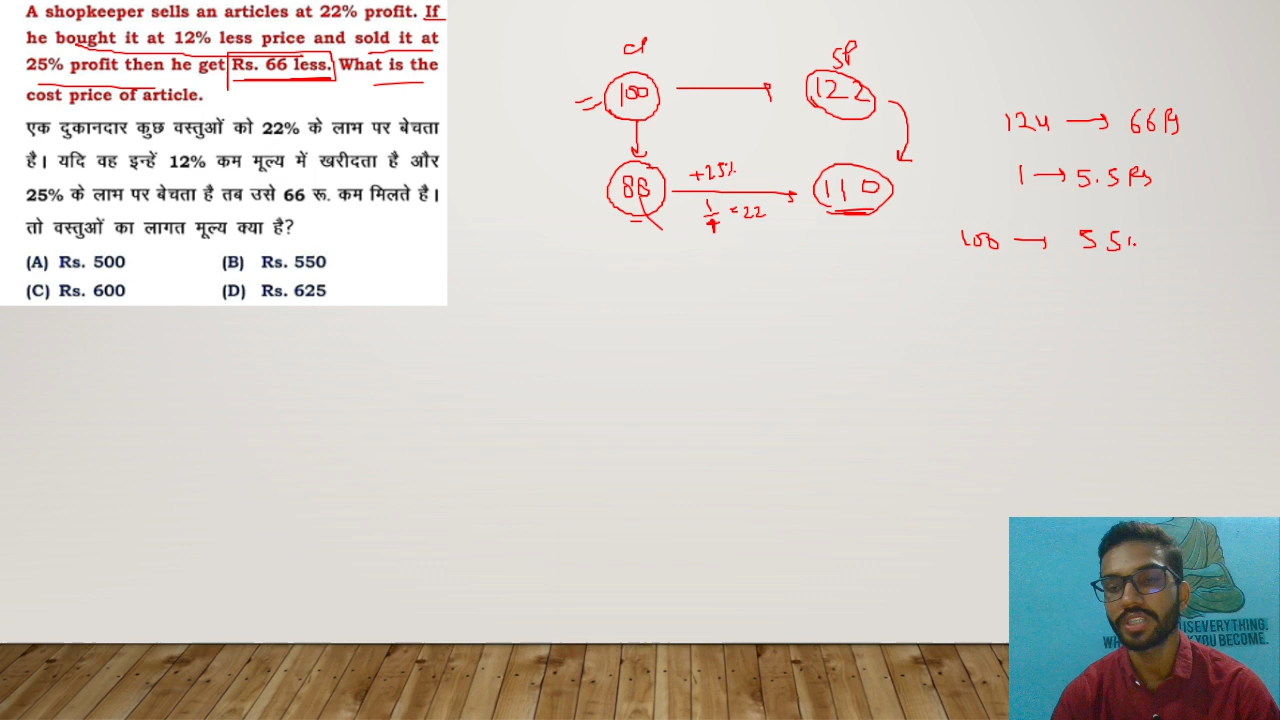 A shopkeeper sells an articles at 22% profit. If
he bought it at 12% less price and sold it at
25% profit then he get Rs. 66 less. What is the
cost price of article.
एक दुकानदार कुछ वस्तुओं को 22% के लाभ पर बेचता
है। यदि वह इन्हें 12% कम मूल्य में खरीदता है और
25% के लाभ पर बेचता है तब उसे 66 रू. कम मिलते है।
तो वस्तुओं का लागत मूल्य क्या है?
(A) Rs. 500 (B) Rs. 550
(C) Rs. 600 (D) Rs. 625
CP SP
100 122
88 +25% 110
1/4 = 22
12u → 66 Rs
1 → 5.5 Rs
100 → 55
USEVERYTHING.
YOU BECOME.